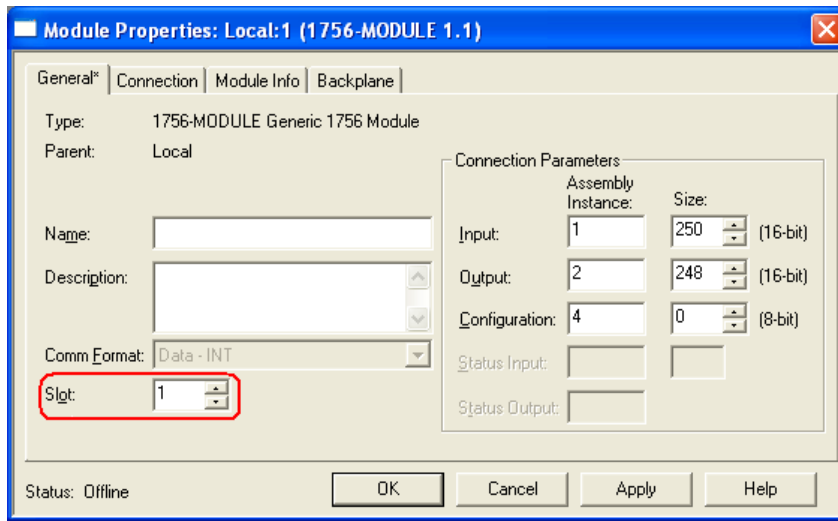 Module Properties: Local:1 (1756-MODULE 1.1)
General* Connection Module Info Backplane
Type: 1756-MODULE Generic 1756 Module
Parent: Local
Connection Parameters
Assembly
Instance: Size:
Name:
Input: 1 250 (16-bit)
Description:
Output: 2 248 (16-bit)
Configuration: 4 0 (8-bit)
Comm Format: Data - INT
Status Input:
Slot: 1
Status Output:
Status: Offline OK Cancel Apply Help